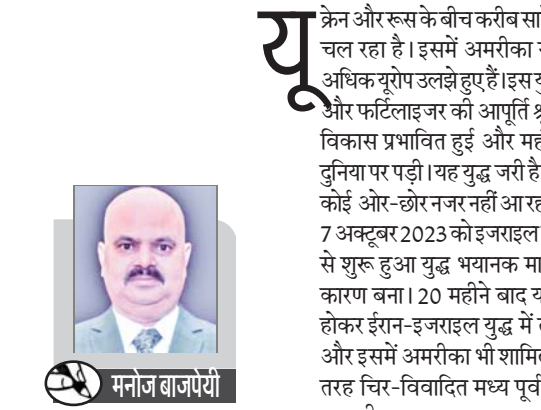 यूक्रेन और रूस के बीच करीब
चल रहा है। इसमें अमरीका
अधिक यूरोप उलझे हुए हैं। इस
और फर्टिलाइजर की आपूर्ति
विकास प्रभावित हुई और
दुनिया पर पड़ी। यह युद्ध जरी है
कोई ओर-छोर नजर नहीं आ
7 अक्टूबर 2023 को इजराइल
से शुरू हुआ युद्ध भयानक
कारण बना। 20 महीने बाद
होकर ईरान-इजराइल युद्ध में
और इसमें अमरीका भी
तरह चिर-विवादित मध्य पूर्व
मनोज बाजपेयी